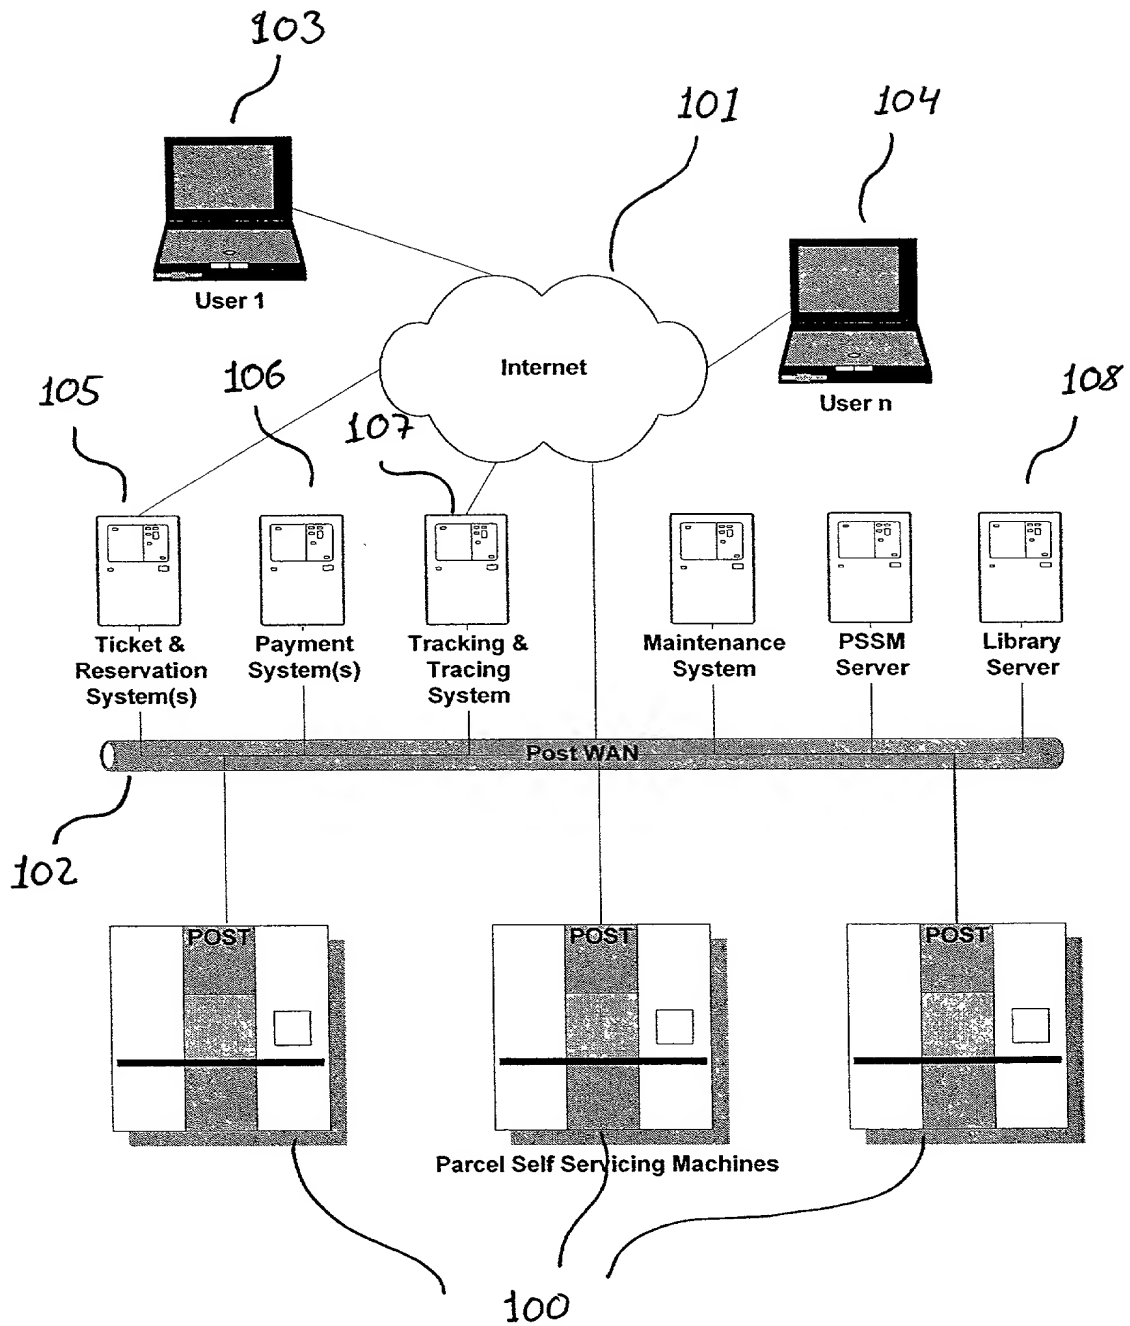 103
101
104
User 1
Internet
User n
105
106
107
108
Ticket &
Reservation
System(s)
Payment
System(s)
Tracking &
Tracing
System
Maintenance
System
PSSM
Server
Library
Server
Post WAN
102
POST
POST
POST
Parcel Self Servicing Machines
100